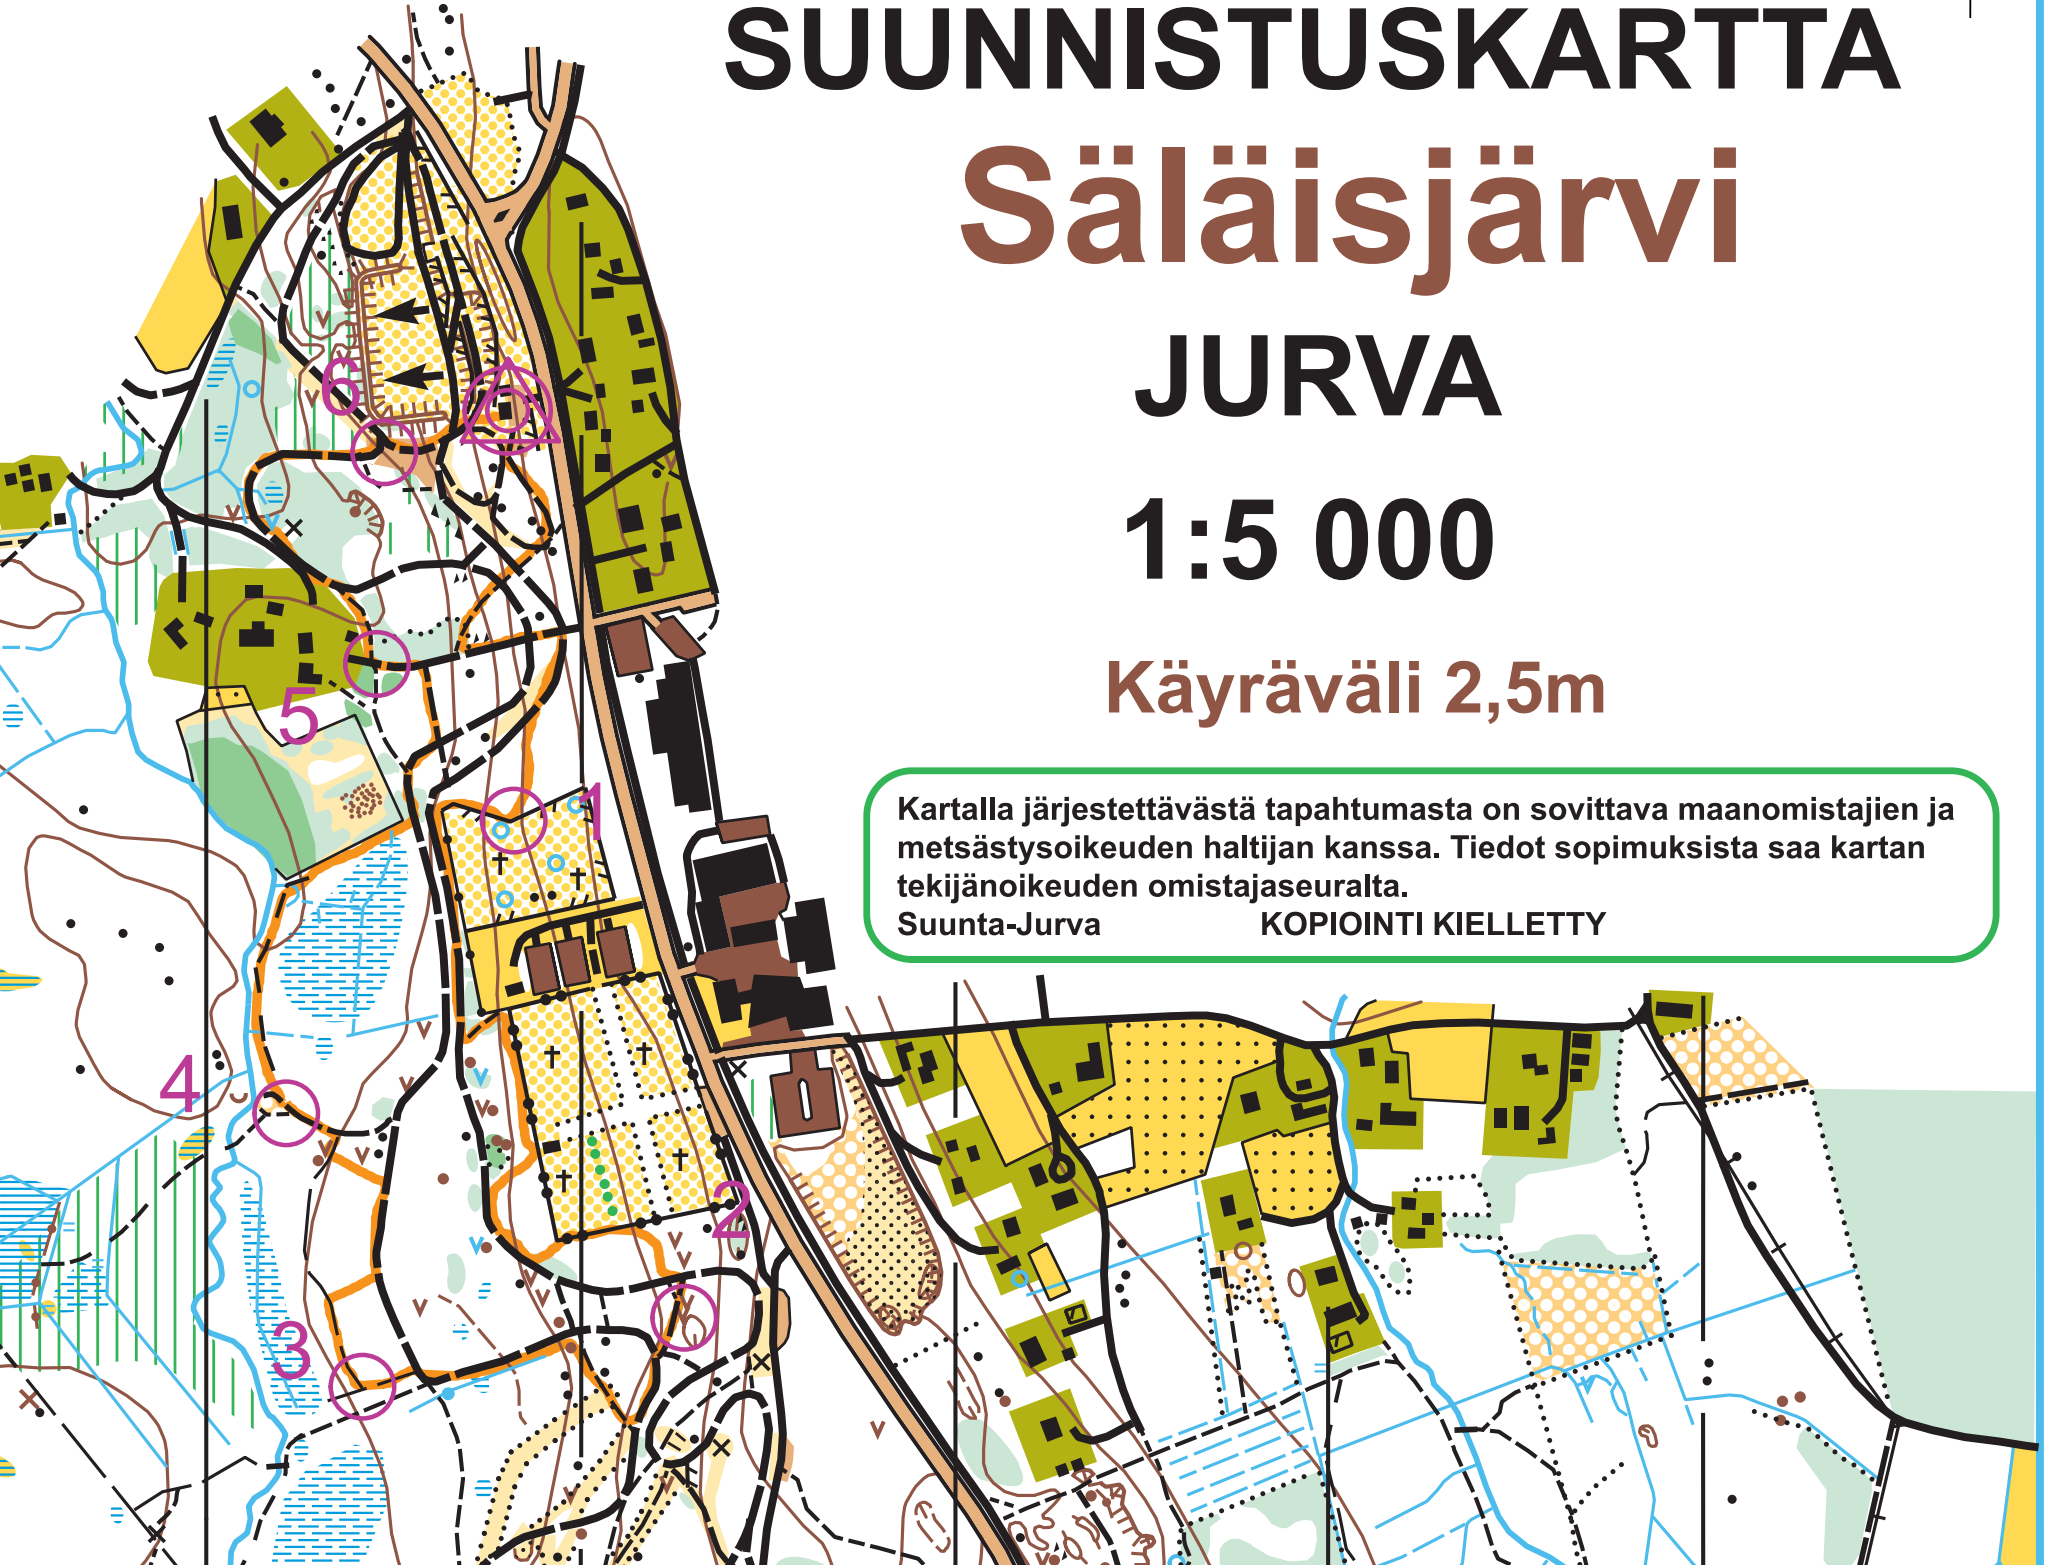 SUUNNISTUSKARTTA
Säläisjärvi
JURVA
1:5 000
Käyräväli 2,5m
Kartalla järjestettävästä tapahtumasta on sovittava maanomistajien ja
metsästysoikeuden haltijan kanssa. Tiedot sopimuksista saa kartan
tekijänoikeuden omistajaseuralta.
Suunta-Jurva KOPIOINTI KIELLETTY
6
5
1
4
2
3